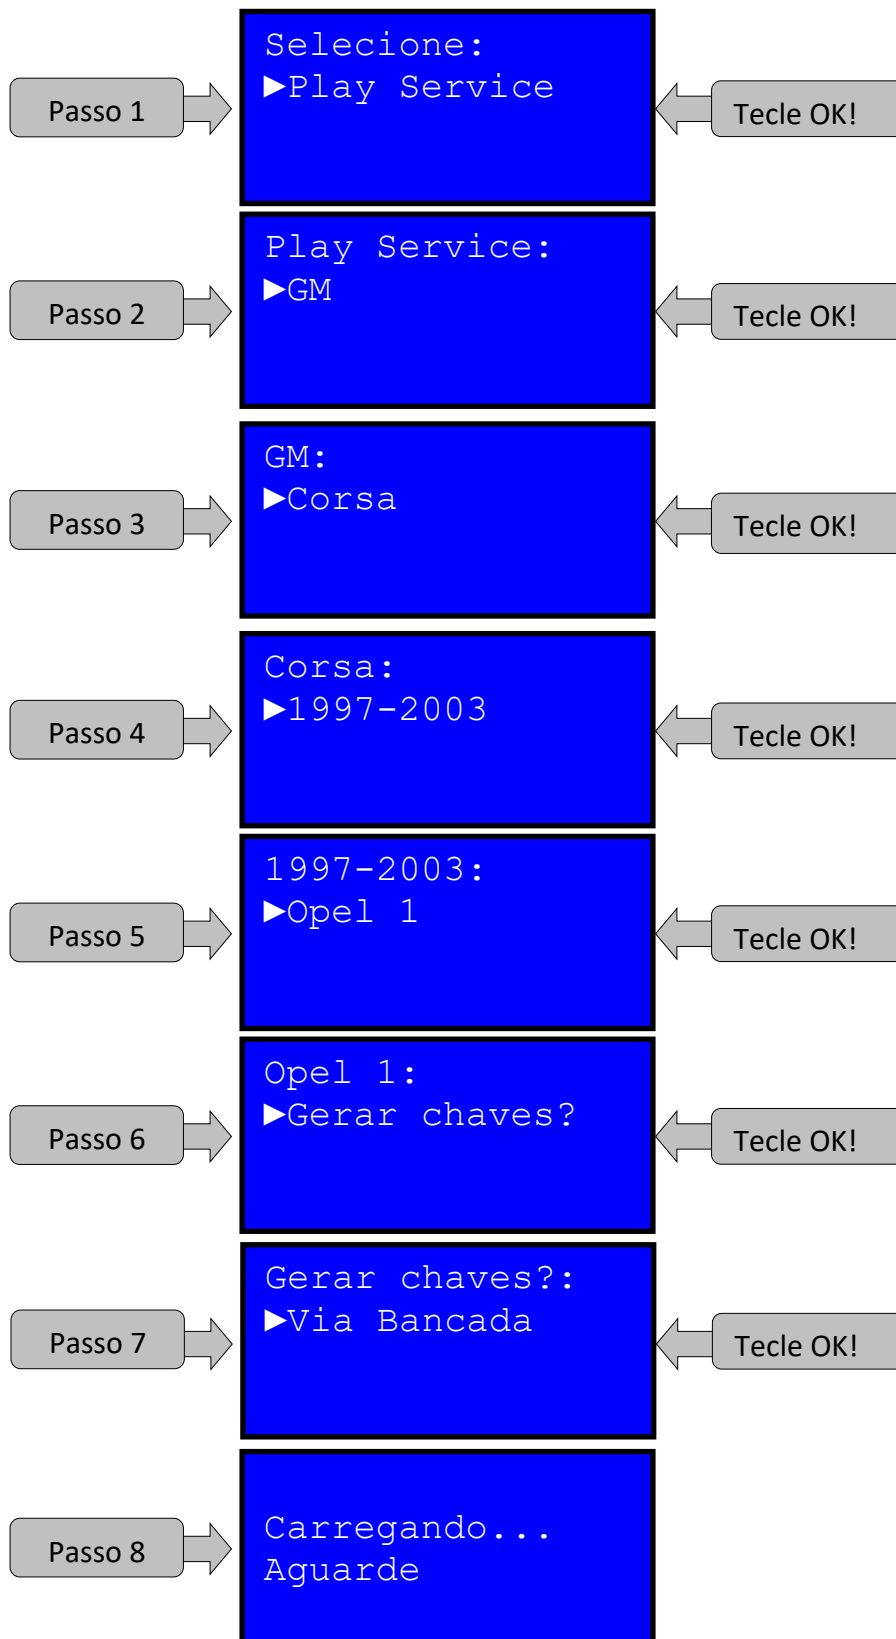 Passo 1
Selecione:
►Play Service
Tecle OK!
Passo 2
Play Service:
►GM
Tecle OK!
Passo 3
GM:
►Corsa
Tecle OK!
Passo 4
Corsa:
►1997-2003
Tecle OK!
Passo 5
1997-2003:
►Opel 1
Tecle OK!
Passo 6
Opel 1:
►Gerar chaves?
Tecle OK!
Passo 7
Gerar chaves?:
►Via Bancada
Tecle OK!
Passo 8
Carregando...
Aguarde